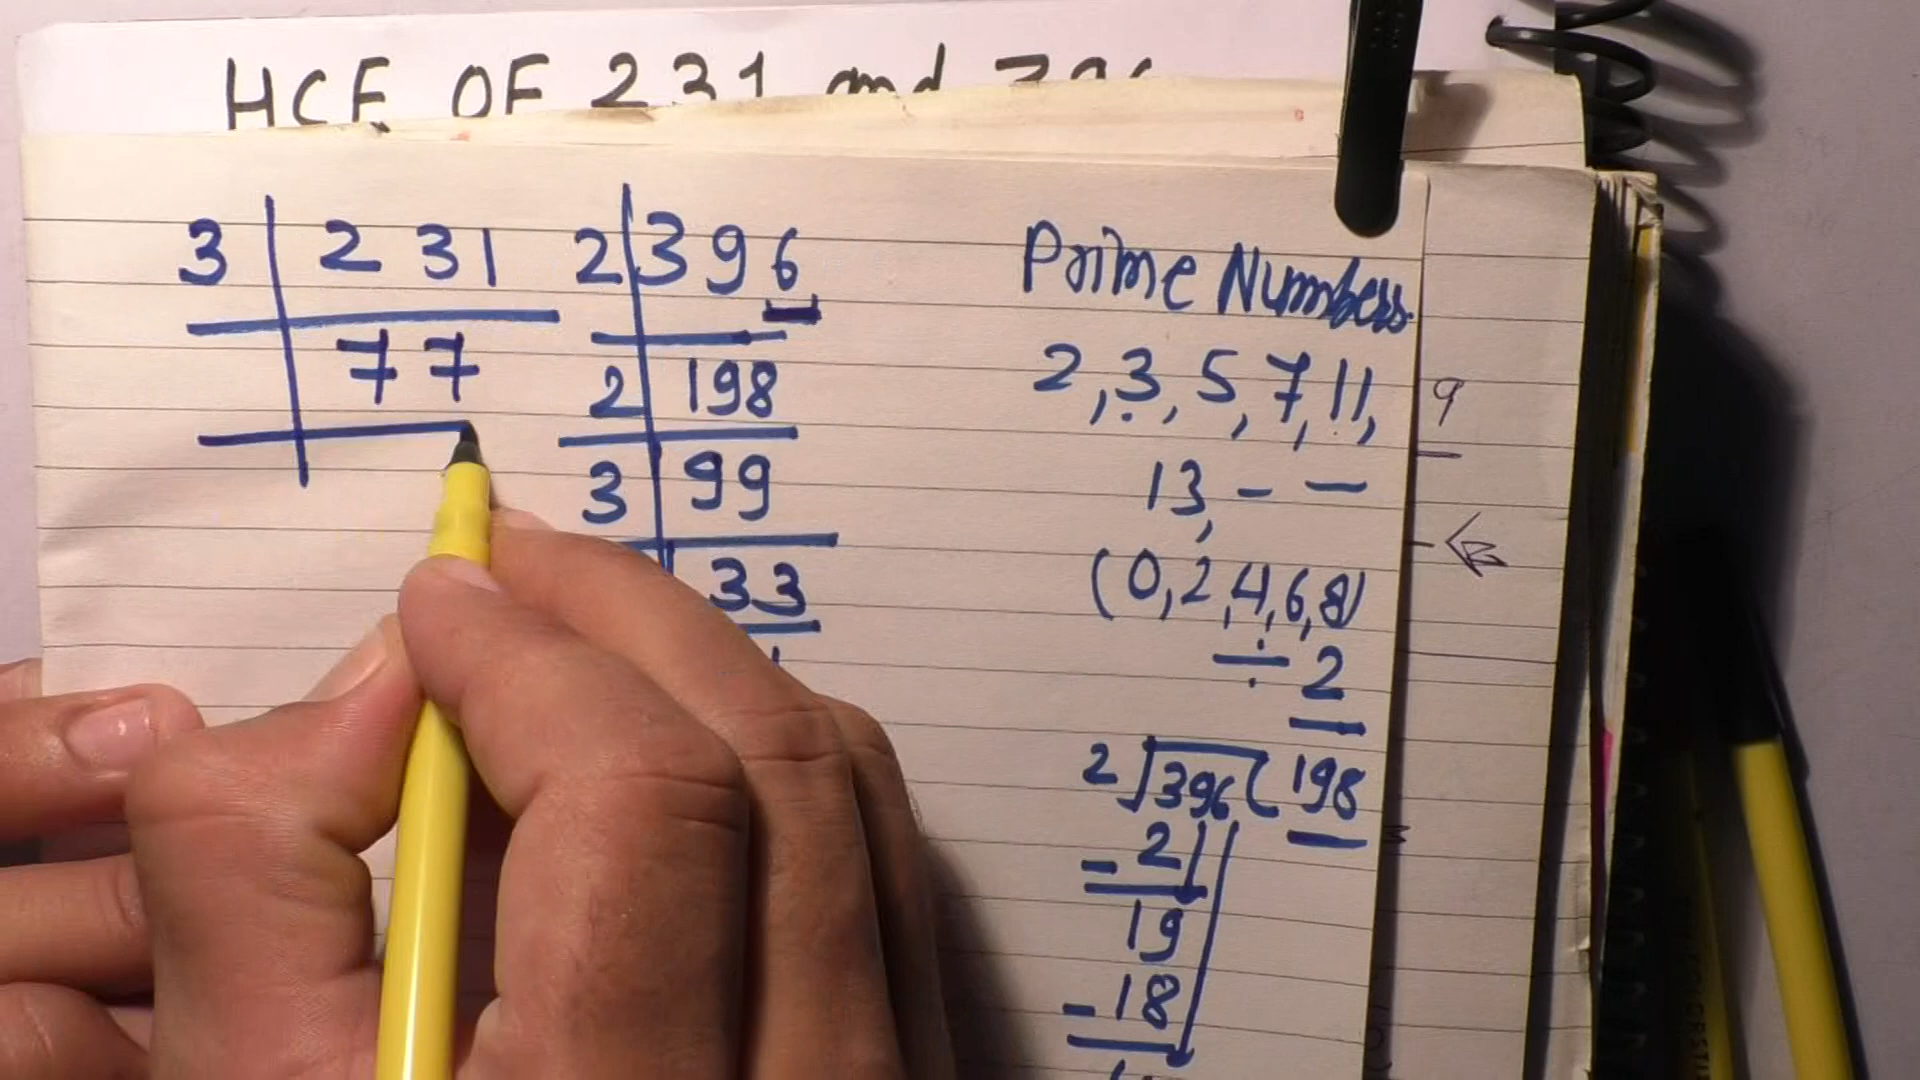 HCF OF 231 and 396
3 | 231
77
2 | 396
2 | 198
3 | 99
33
Prime Numbers.
2, 3, 5, 7, 11,
13, – –
(0, 2, 4, 6, 8)
÷ 2
2 ) 396 ( 198
- 2
19
- 18
9